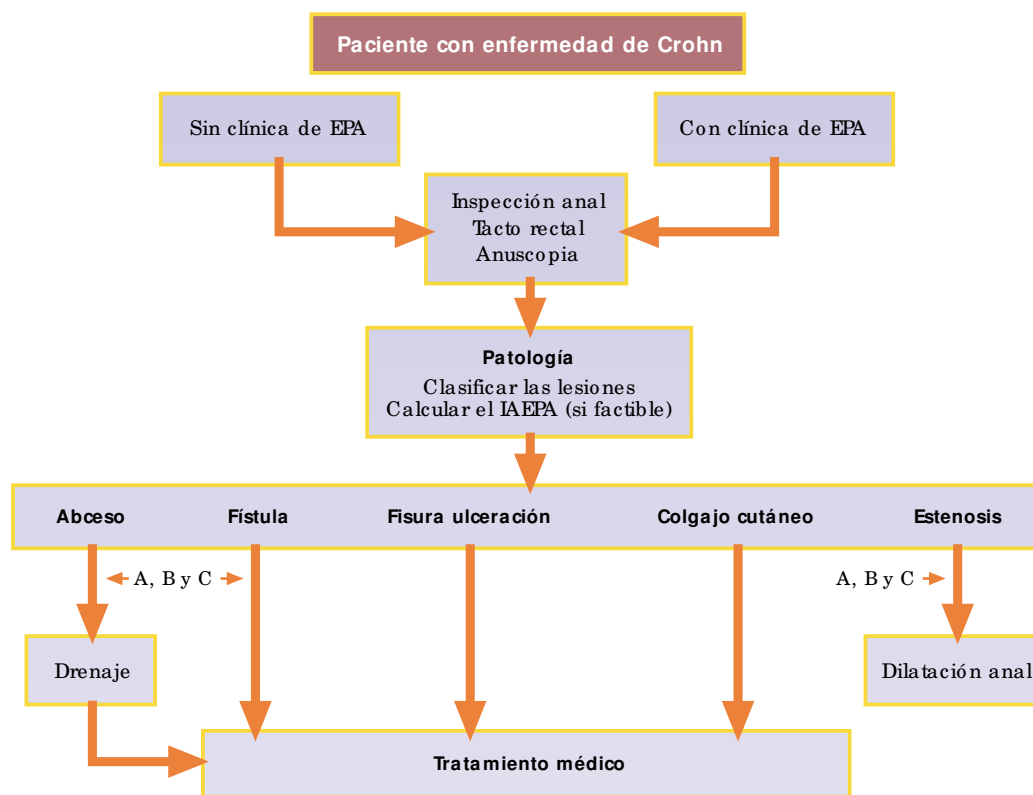 Paciente con enfermedad de Crohn
Sin clínica de EPA
Con clínica de EPA
Inspección anal
Tacto rectal
Anuscopia
Patología
Clasificar las lesiones
Calcular el IAEPA (si factible)
Abceso
Fístula
Fisura ulceración
Colgajo cutáneo
Estenosis
A, B y C
A, B y C
Drenaje
Dilatación anal
Tratamiento médico